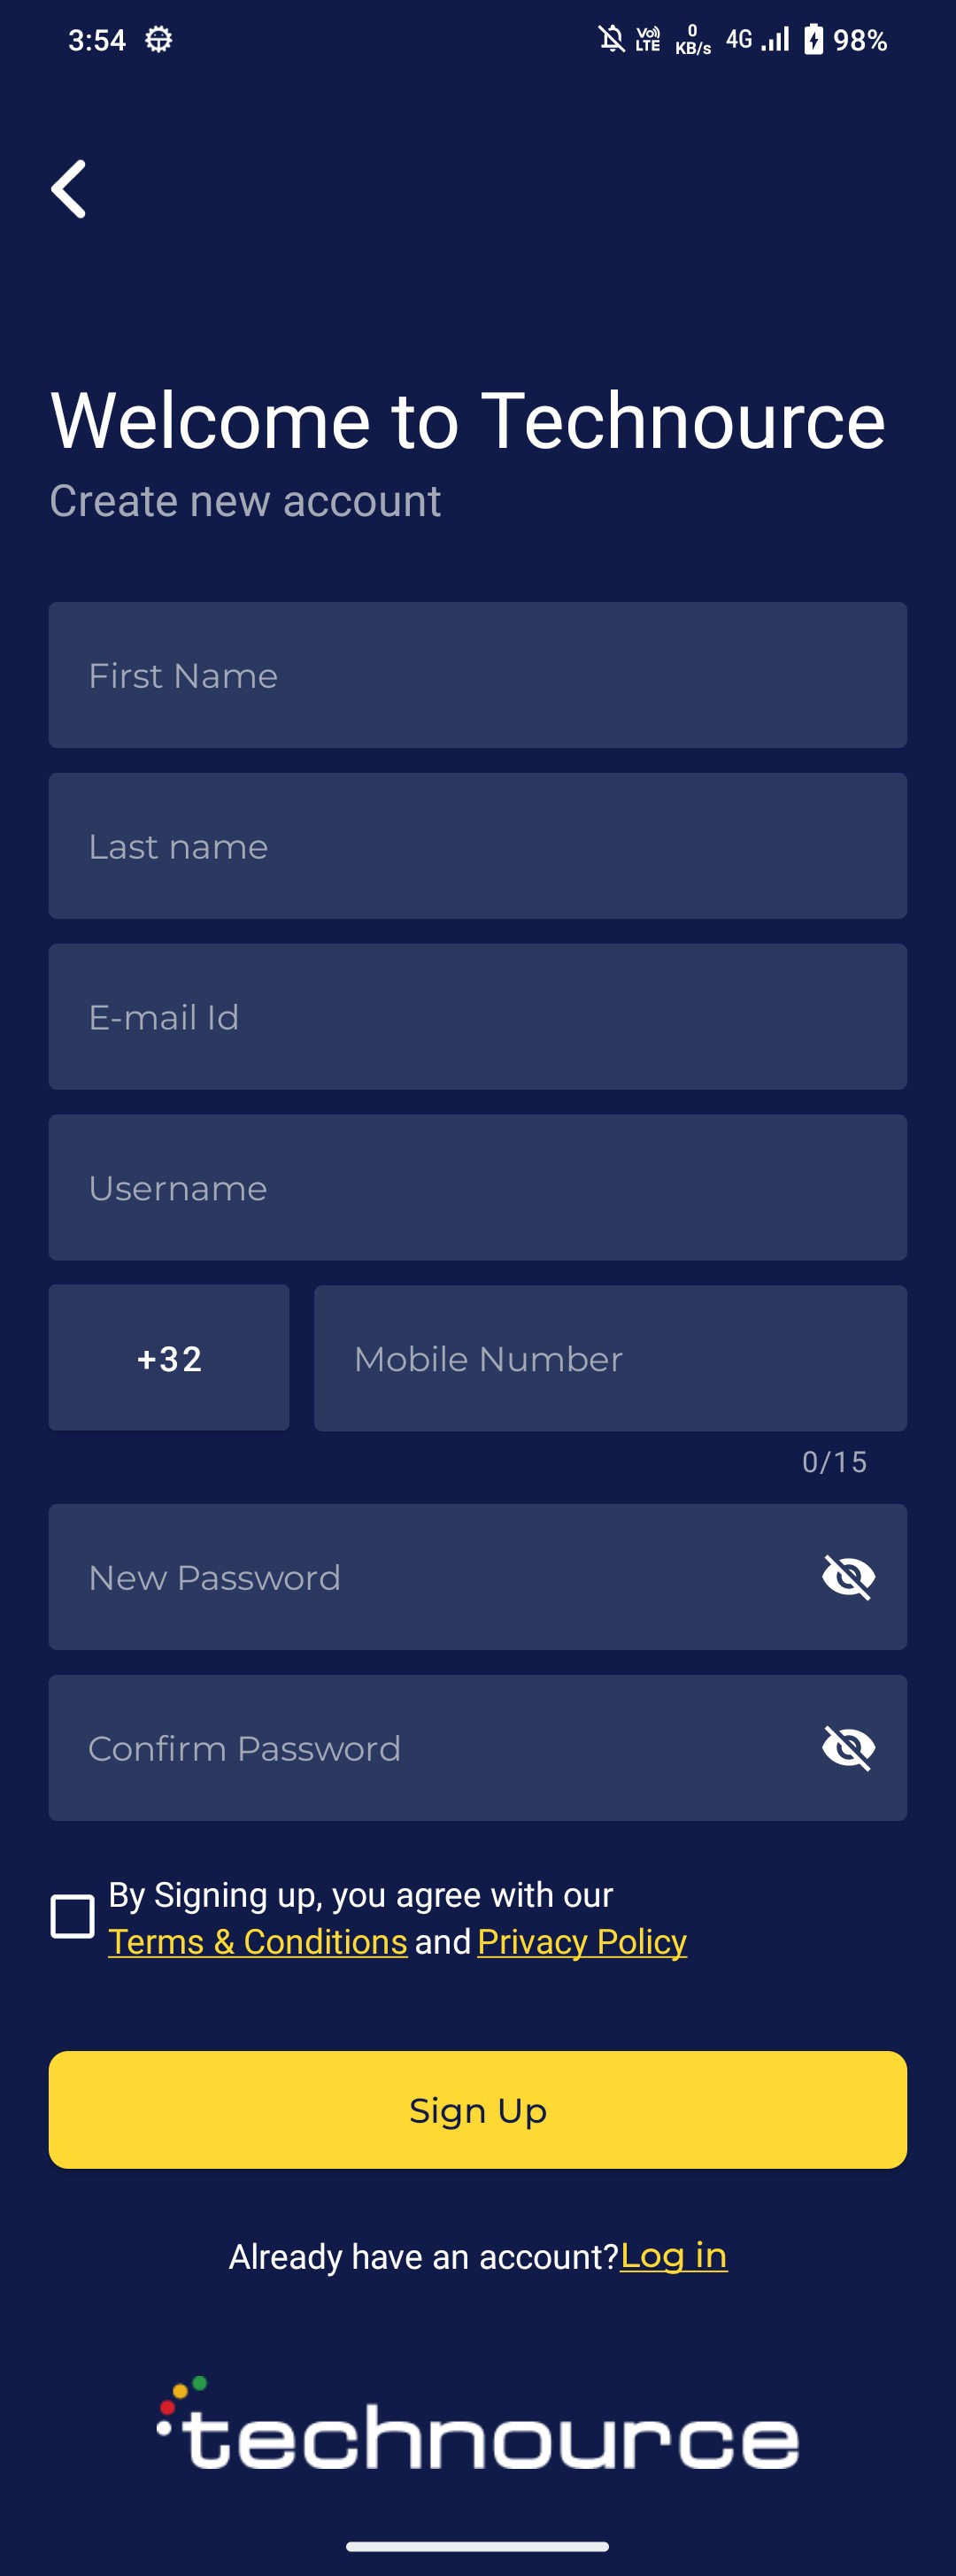 3:54 Vo)) LTE 0 KB/s 4G 98%
Welcome to Technource
Create new account
First Name
Last name
E-mail Id
Username
+32 Mobile Number
0/15
New Password
Confirm Password
By Signing up, you agree with our
Terms & Conditions and Privacy Policy
Sign Up
Already have an account?Log in
technource